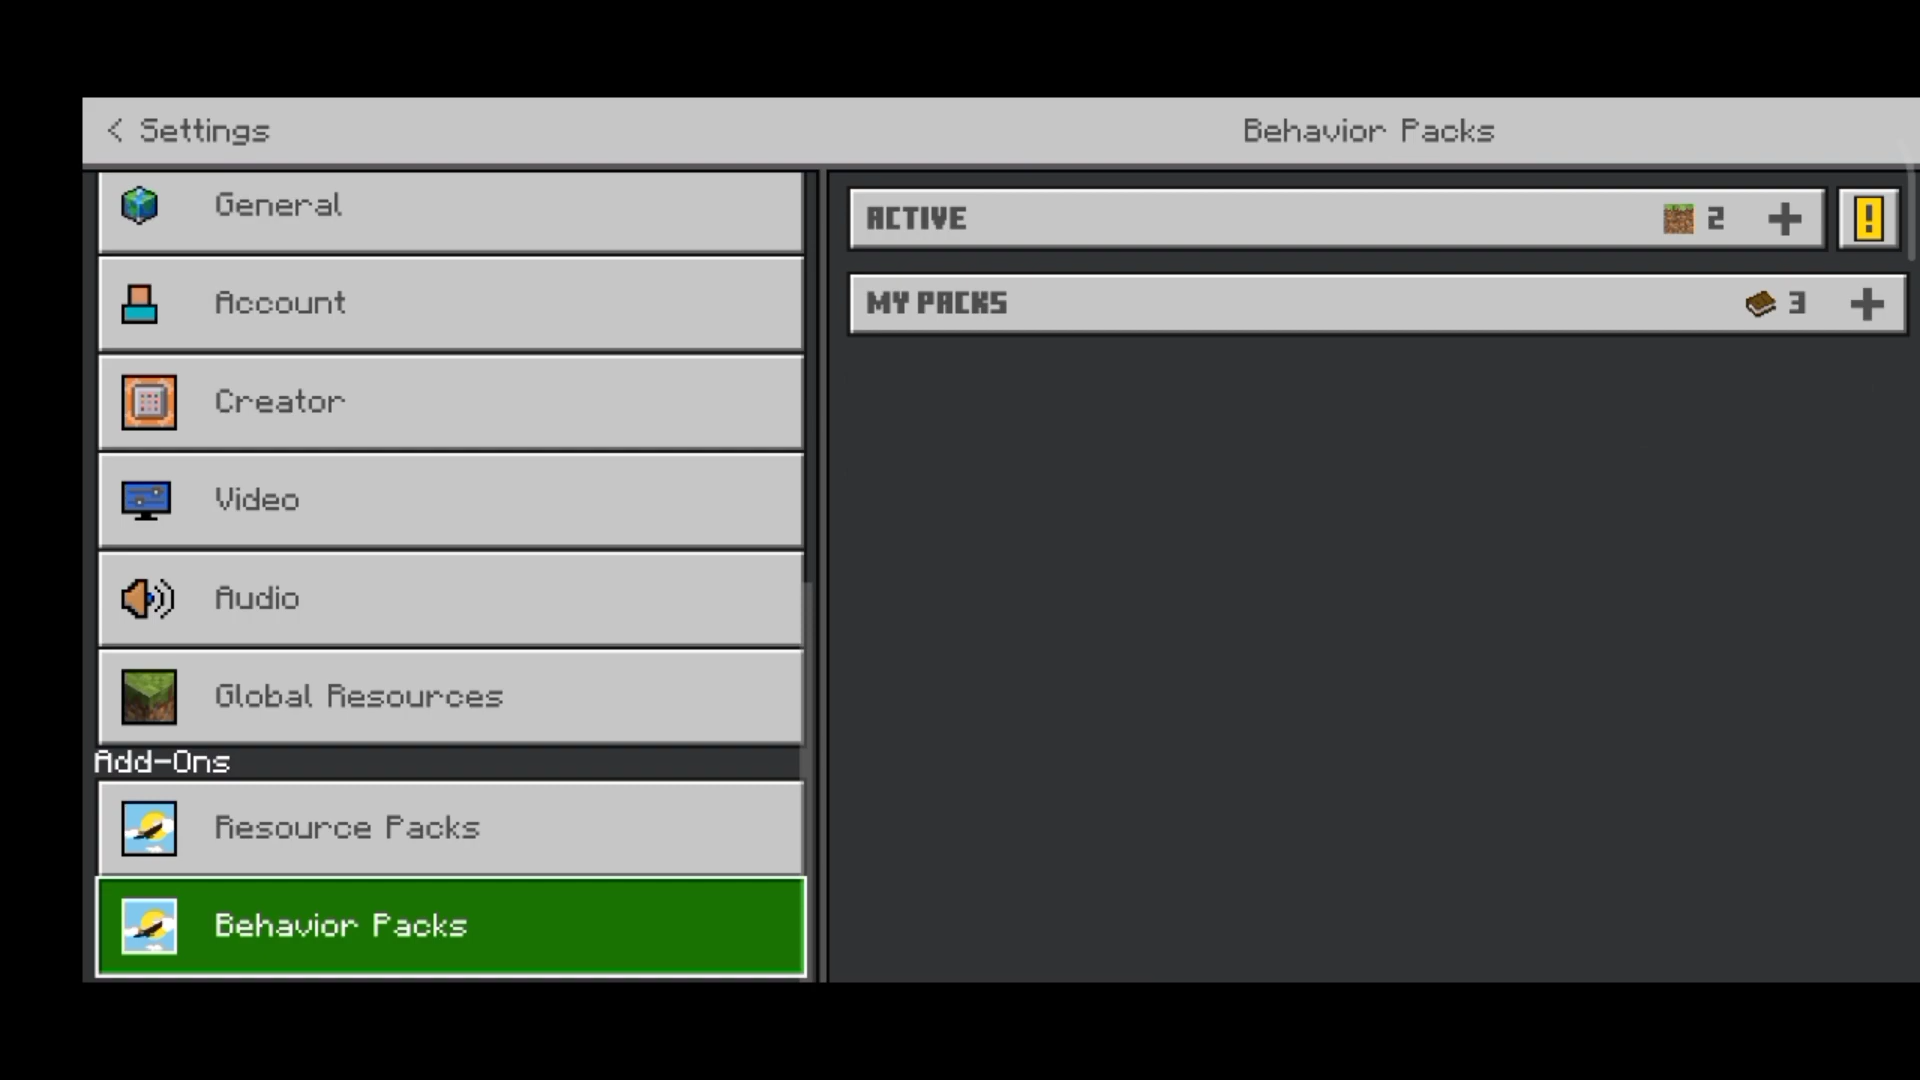 Settings
Behavior Packs
General
Account
Creator
Video
Audio
Global Resources
Add-Ons
Resource Packs
Behavior Packs
ACTIVE 2
MY PACKS 3